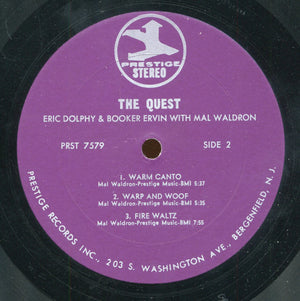 PRESTIGE
STEREO
THE QUEST
ERIC DOLPHY & BOOKER ERVIN WITH MAL WALDRON
PRST 7579 SIDE 2
1. WARM CANTO
Mal Waldron-Prestige Music-BMI 5:37
2. WARP AND WOOF
Mal Waldron-Prestige Music-BMI 5:35
3. FIRE WALTZ
Mal Waldron-Prestige Music-BMI 7:55
PRESTIGE RECORDS INC., 203 S. WASHINGTON AVE., BERGENFIELD, N. J.